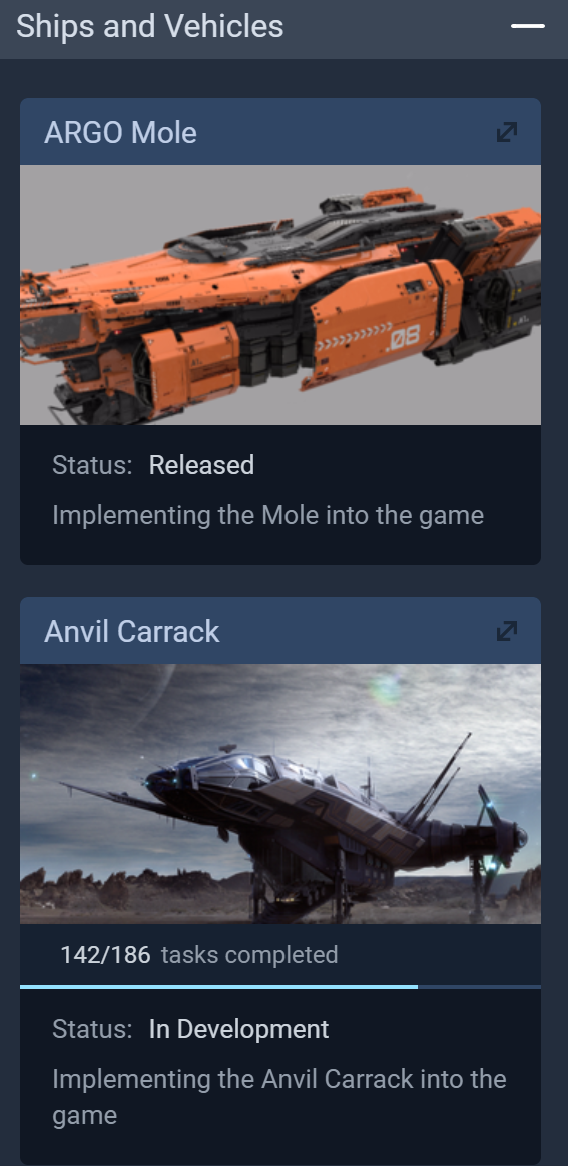 Ships and Vehicles
ARGO Mole
.08
Status: Released
Implementing the Mole into the game
Anvil Carrack
142/186 tasks completed
Status: In Development
Implementing the Anvil Carrack into the
game